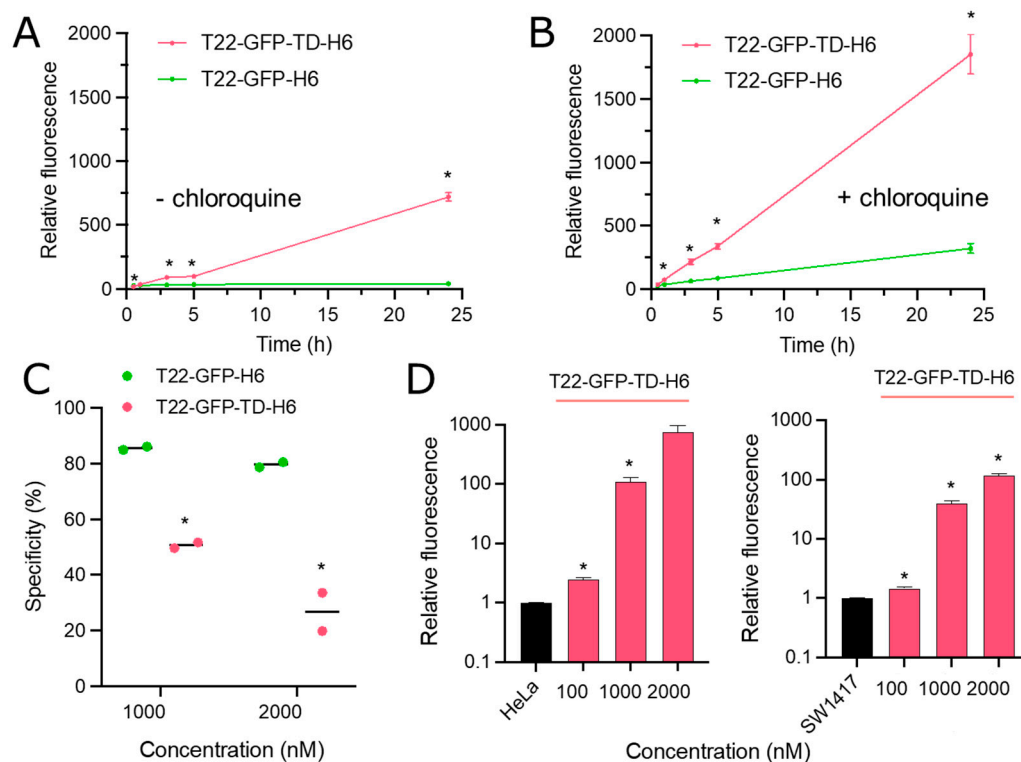 A
T22-GFP-TD-H6
T22-GFP-H6
Relative fluorescence
2000
1500
1000
500
0
*
*
*
*
- chloroquine
0
5
10
15
20
25
Time (h)
B
T22-GFP-TD-H6
T22-GFP-H6
Relative fluorescence
2000
1500
1000
500
0
*
*
*
*
+ chloroquine
0
5
10
15
20
25
Time (h)
C
T22-GFP-H6
T22-GFP-TD-H6
Specificity (%)
100
80
60
40
20
0
*
*
1000
2000
Concentration (nM)
D
T22-GFP-TD-H6
Relative fluorescence
1000
100
10
1
0.1
*
*
HeLa
100
1000
2000
T22-GFP-TD-H6
Relative fluorescence
1000
100
10
1
0.1
*
*
*
SW1417
100
1000
2000
Concentration (nM)